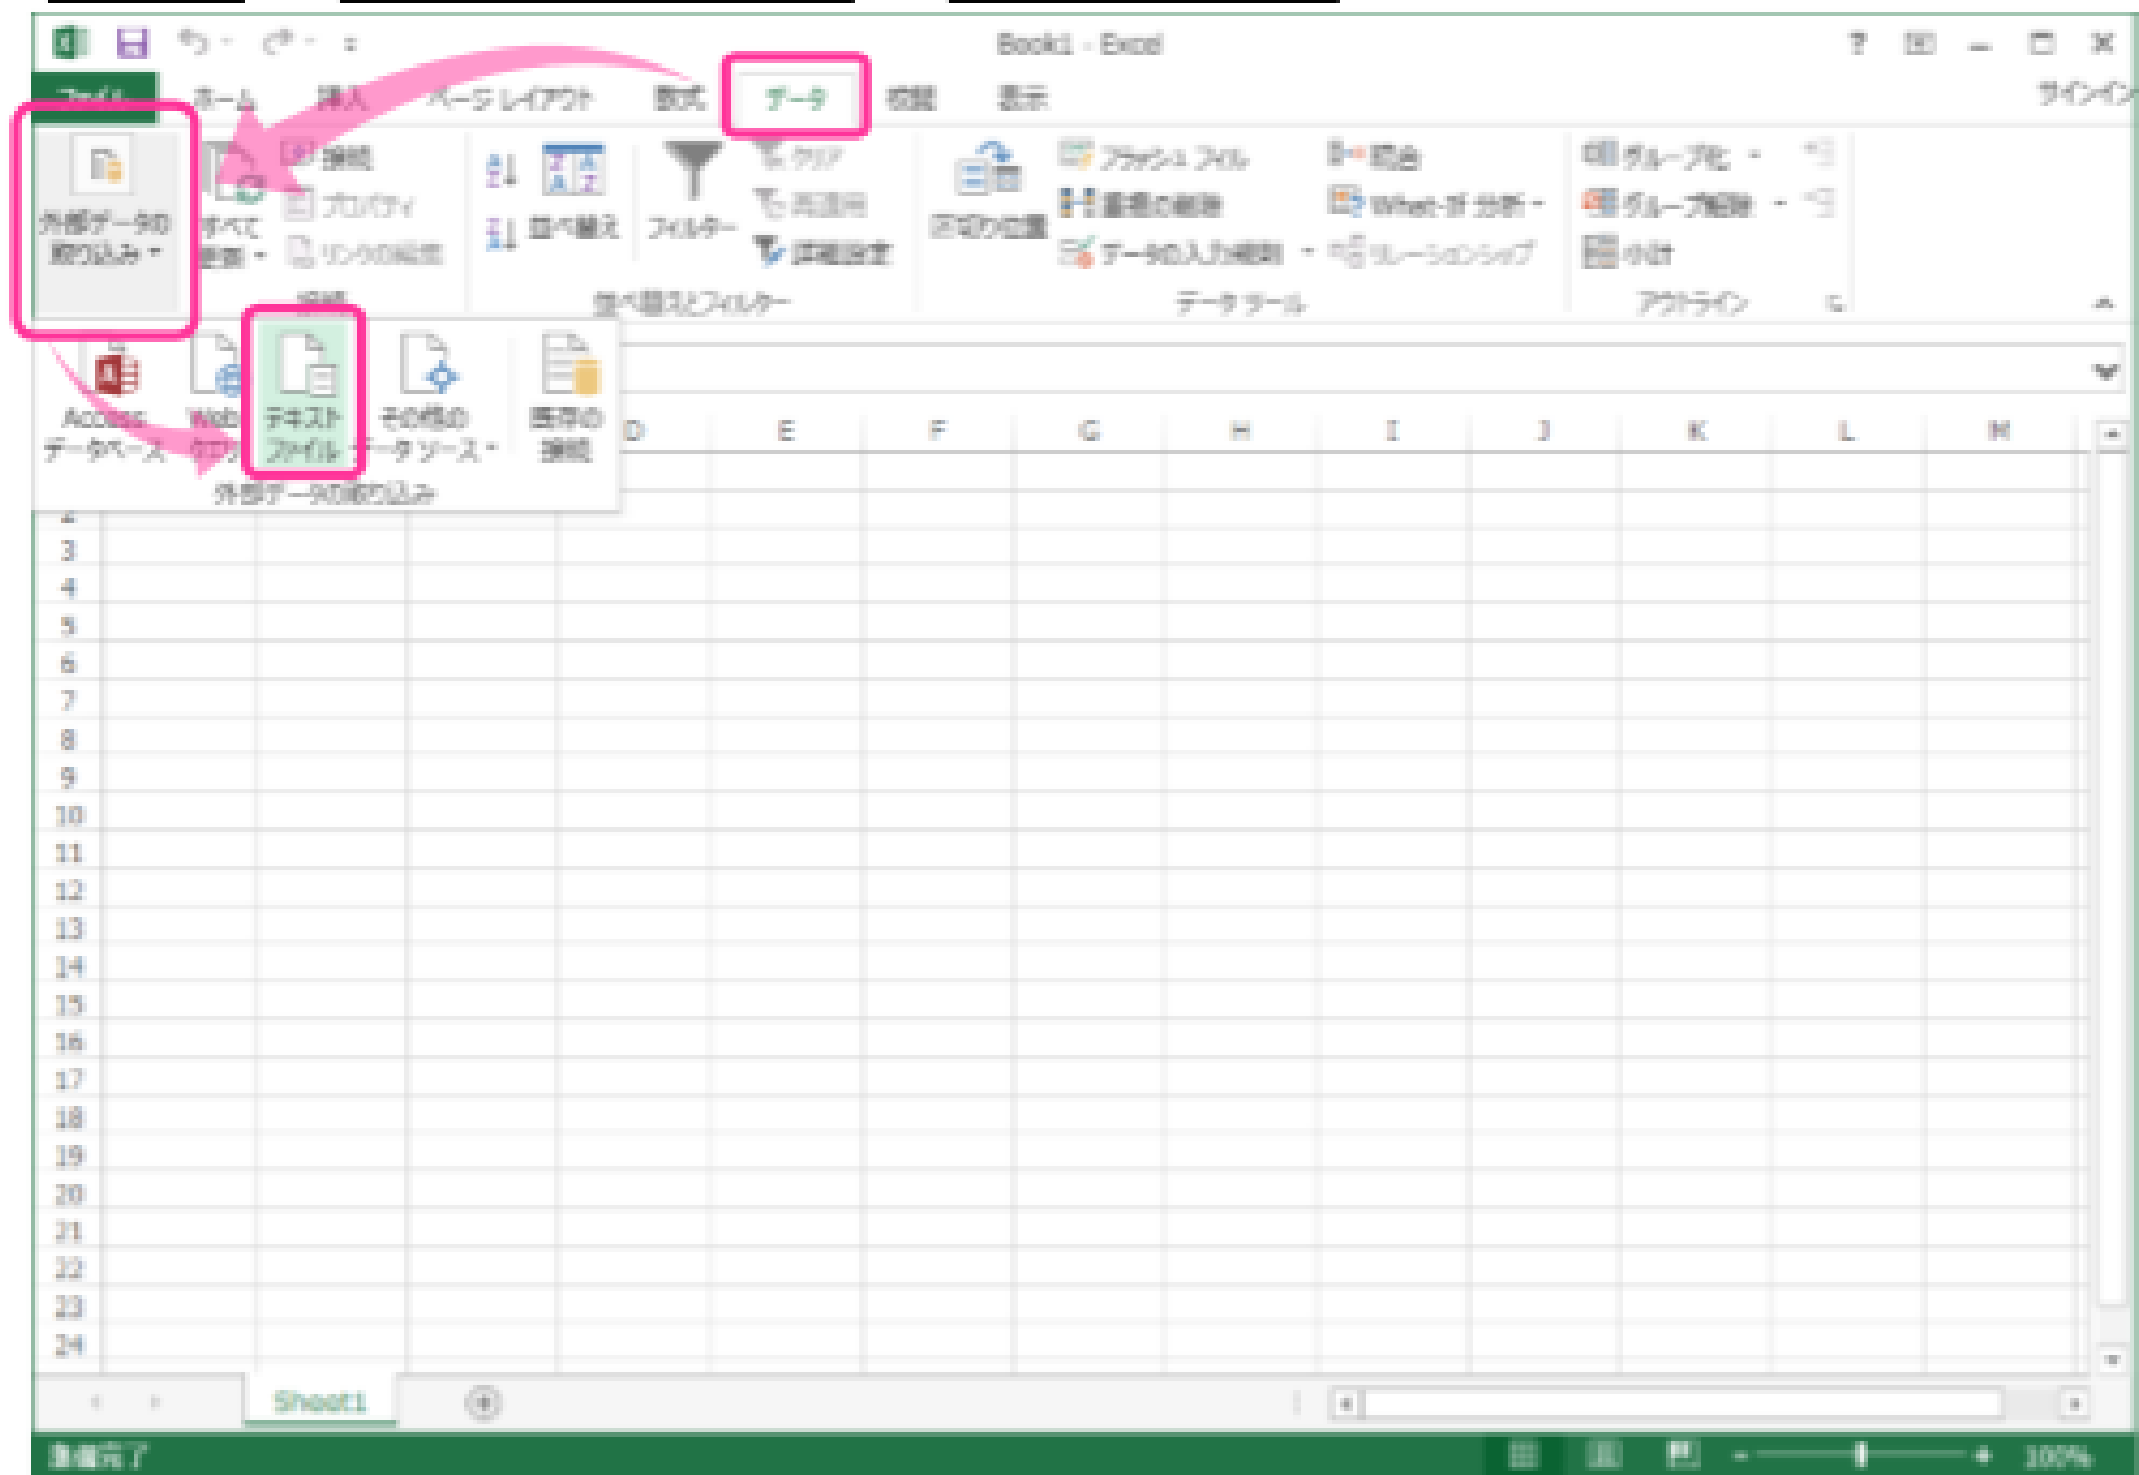 Book1 - Excel
?
サインイン
ファイル
ホーム
挿入
ページ レイアウト
数式
データ
校閲
表示
外部データの
取り込み
すべて
更新
接続
プロパティ
リンクの編集
接続
並べ替え
フィルター
クリア
再適用
詳細設定
並べ替えとフィルター
区切り位置
フラッシュ フィル
重複の削除
データの入力規則
統合
What-If 分析
リレーションシップ
データ ツール
グループ化
グループ解除
小計
アウトライン
Access
データベース
Web
クエリ
テキスト
ファイル
その他の
データ ソース
既存の
接続
外部データの取り込み
D E F G H I J K L M
2
3
4
5
6
7
8
9
10
11
12
13
14
15
16
17
18
19
20
21
22
23
24
Sheet1
準備完了
100%